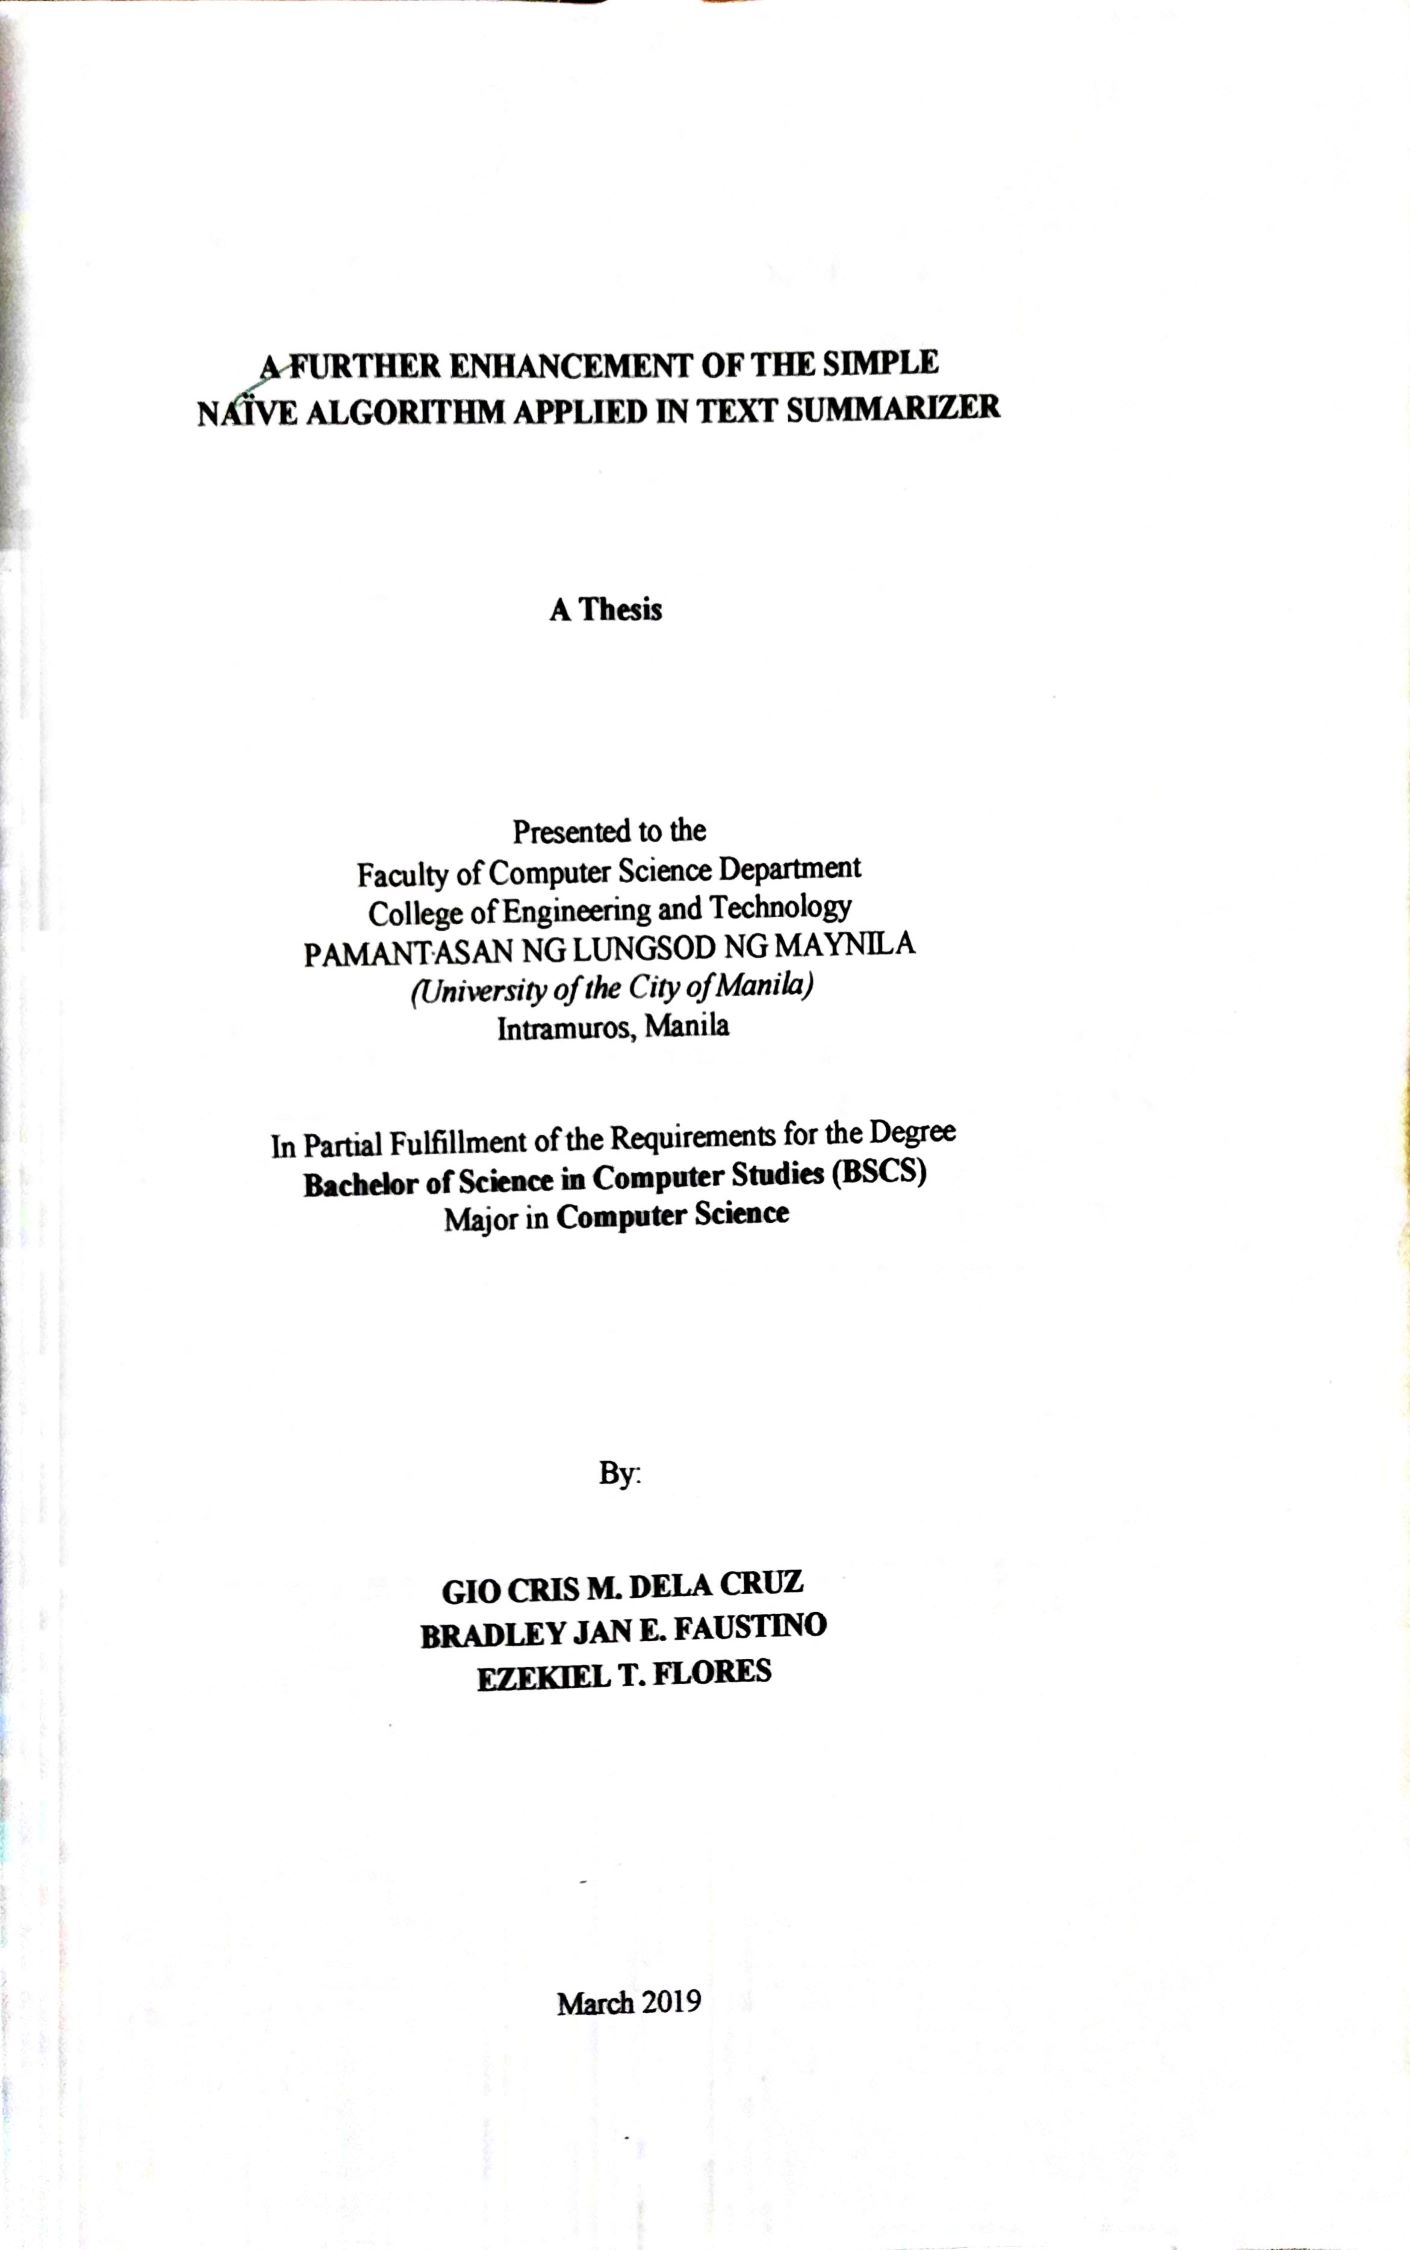 A FURTHER ENHANCEMENT OF THE SIMPLE
NAÏVE ALGORITHM APPLIED IN TEXT SUMMARIZER
A Thesis
Presented to the
Faculty of Computer Science Department
College of Engineering and Technology
PAMANTASAN NG LUNGSOD NG MAYNILA
(University of the City of Manila)
Intramuros, Manila
In Partial Fulfillment of the Requirements for the Degree
Bachelor of Science in Computer Studies (BSCS)
Major in Computer Science
By:
GIO CRIS M. DELA CRUZ
BRADLEY JAN E. FAUSTINO
EZEKIEL T. FLORES
March 2019